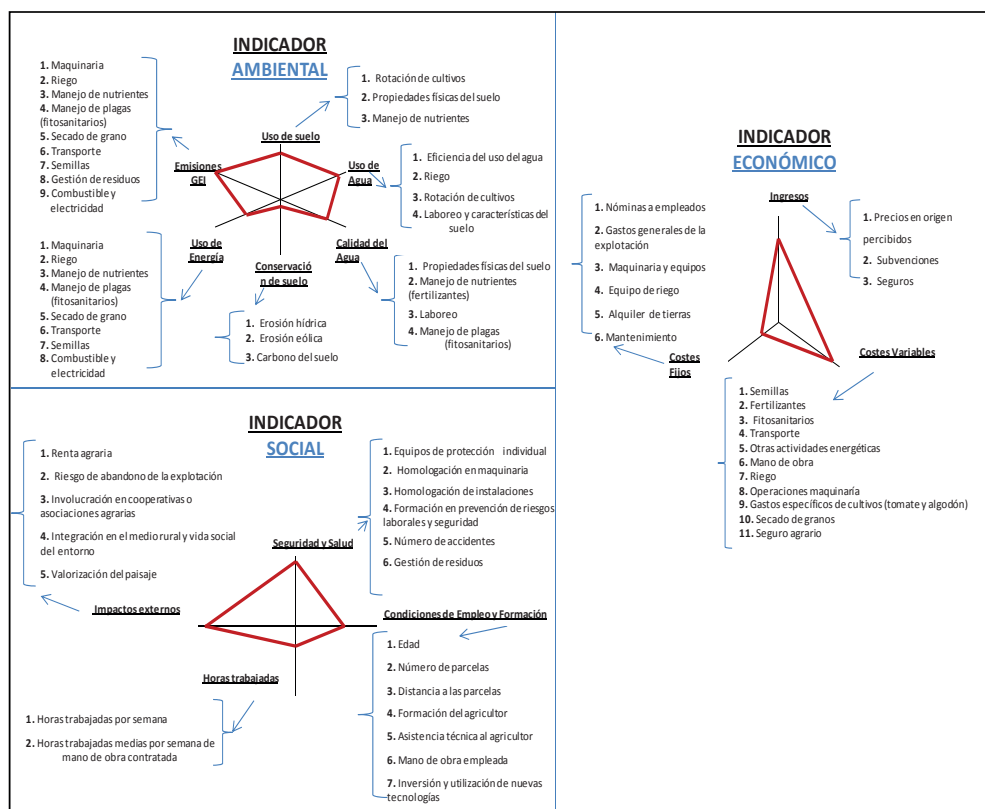 INDICADOR
AMBIENTAL
1. Maquinaria
2. Riego
3. Manejo de nutrientes
4. Manejo de plagas
(fitosanitarios)
5. Secado de grano
6. Transporte
7. Semillas
8. Gestión de residuos
9. Combustible y
electricidad
1. Rotación de cultivos
2. Propiedades físicas del suelo
3. Manejo de nutrientes
Uso de suelo
Emisiones
GEI
Uso de
Agua
1. Eficiencia del uso del agua
2. Riego
3. Rotación de cultivos
4. Laboreo y características del
suelo
Uso de
Energía
Calidad del
Agua
Conservació
n de suelo
1. Maquinaria
2. Riego
3. Manejo de nutrientes
4. Manejo de plagas
(fitosanitarios)
5. Secado de grano
6. Transporte
7. Semillas
8. Combustible y
electricidad
1. Erosión hídrica
2. Erosión eólica
3. Carbono del suelo
1. Propiedades físicas del suelo
2. Manejo de nutrientes
(fertilizantes)
3. Laboreo
4. Manejo de plagas
(fitosanitarios)
INDICADOR
SOCIAL
1. Renta agraria
2. Riesgo de abandono de la explotación
3. Involucración en cooperativas o
asociaciones agrarias
4. Integración en el medio rural y vida social
del entorno
5. Valorización del paisaje
1. Equipos de protección individual
2. Homologación en maquinaria
3. Homologación de instalaciones
4. Formación en prevención de riesgos
laborales y seguridad
5. Número de accidentes
6. Gestión de residuos
Seguridad y Salud
Impactos externos
Condiciones de Empleo y Formación
Horas trabajadas
1. Horas trabajadas por semana
2. Horas trabajadas medias por semana de
mano de obra contratada
1. Edad
2. Número de parcelas
3. Distancia a las parcelas
4. Formación del agricultor
5. Asistencia técnica al agricultor
6. Mano de obra empleada
7. Inversión y utilización de nuevas
tecnologías
INDICADOR
ECONÓMICO
Ingresos
1. Nóminas a empleados
2. Gastos generales de la
explotación
3. Maquinaria y equipos
4. Equipo de riego
5. Alquiler de tierras
6. Mantenimiento
1. Precios en origen
percibidos
2. Subvenciones
3. Seguros
Costes
Fijos
Costes Variables
1. Semillas
2. Fertilizantes
3. Fitosanitarios
4. Transporte
5. Otras actividades energéticas
6. Mano de obra
7. Riego
8. Operaciones maquinaría
9. Gastos específicos de cultivos (tomate y algodón)
10. Secado de granos
11. Seguro agrario